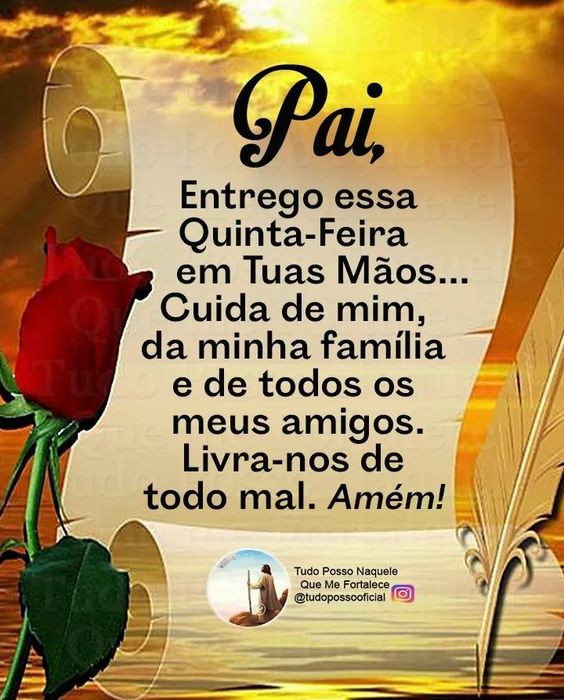 Pai,
Entrego essa
Quinta-Feira
em Tuas Mãos...
Cuida de mim,
da minha família
e de todos os
meus amigos.
Livra-nos de
todo mal. Amém!
Tudo Posso Naquele
Que Me Fortalece
@tudopossooficial